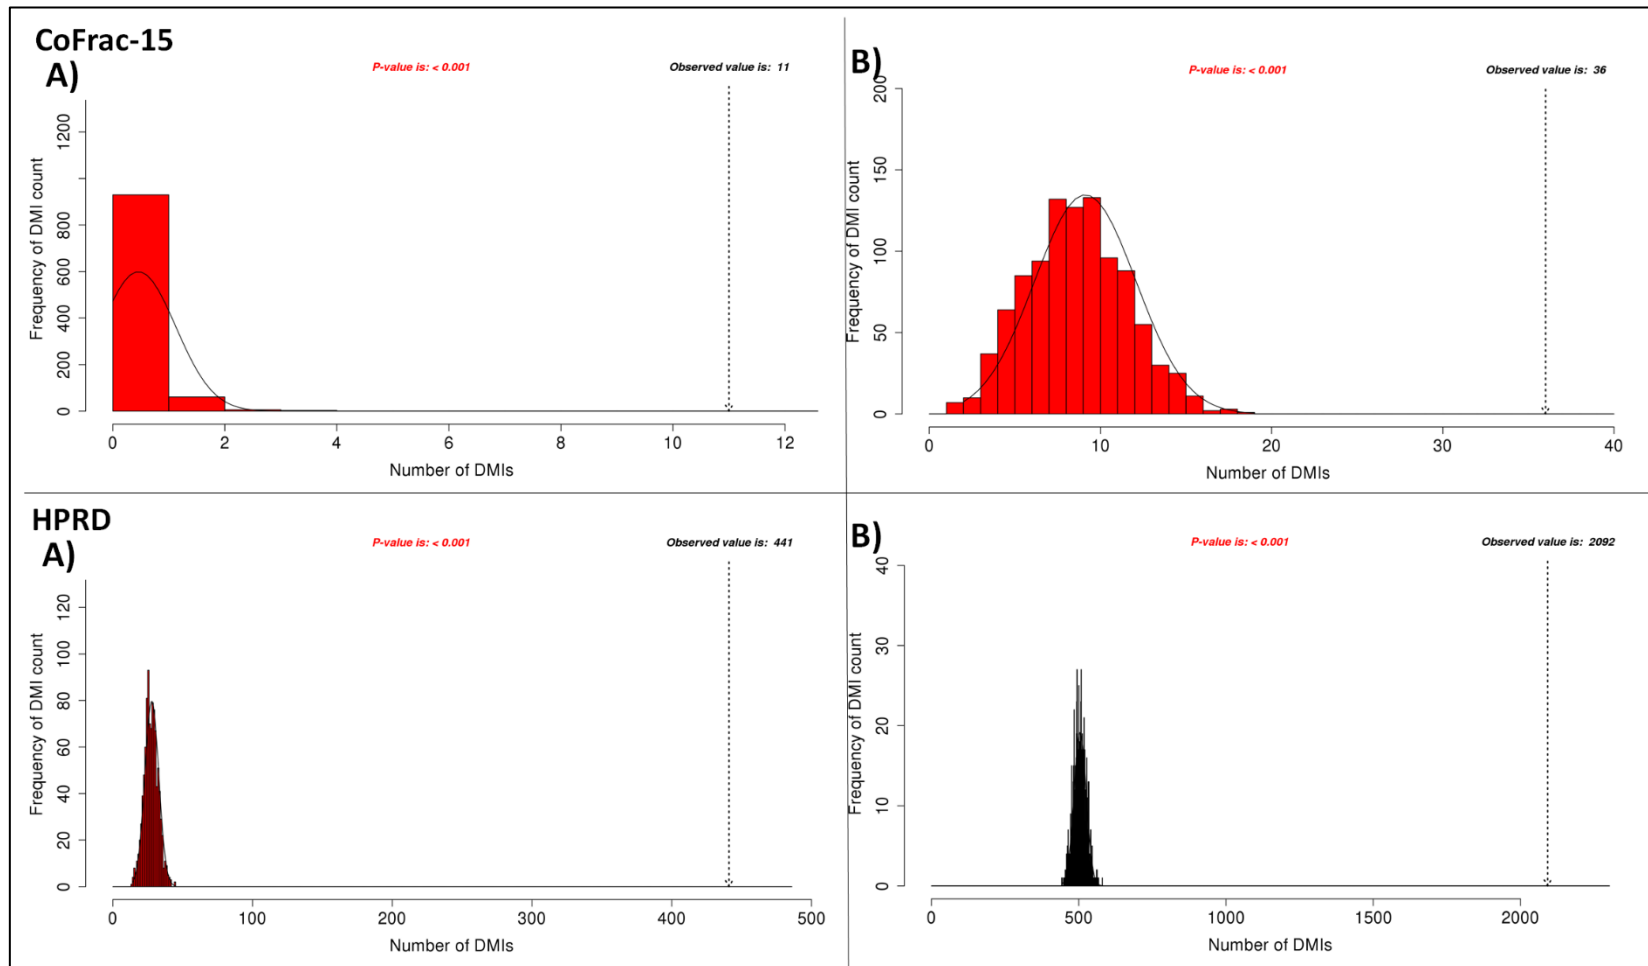 CoFrac-15
A)
P-value is: < 0.001
Observed value is: 11
Frequency of DMI count
0
200
400
600
800
1200
0
2
4
6
8
10
12
Number of DMIs
B)
P-value is: < 0.001
Observed value is: 36
Frequency of DMI count
0
50
100
150
200
0
10
20
30
40
Number of DMIs
HPRD
A)
P-value is: < 0.001
Observed value is: 441
Frequency of DMI count
0
20
40
60
80
100
120
0
100
200
300
400
500
Number of DMIs
B)
P-value is: < 0.001
Observed value is: 2092
Frequency of DMI count
0
10
20
30
40
0
500
1000
1500
2000
Number of DMIs